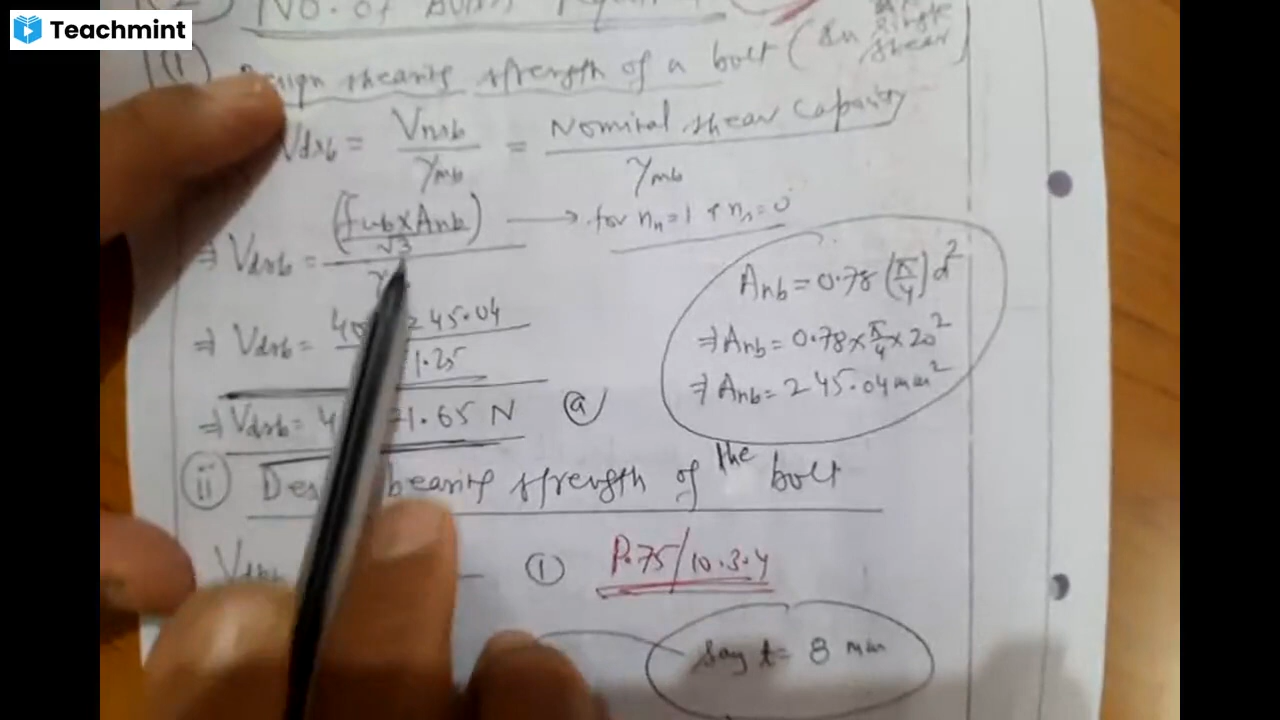 Teachmint
No. of Bolts
(i) Design shearing strength of a bolt (In single shear)
Vdsb = Vnsb / γmb = Nominal shear capacity / γmb
⇒ Vdsb = (fub × Anb / √3) → for nn = 1 & ns = 0
⇒ Vdsb = 245.04 / 1.25
⇒ Vdsb = 71.65 N (a)
Anb = 0.78 (π/4) d²
⇒ Anb = 0.78 × π/4 × 20²
⇒ Anb = 245.04 mm²
(ii) bearing strength of the bolt
(1) P.75/10.3.4
Say t = 8 mm